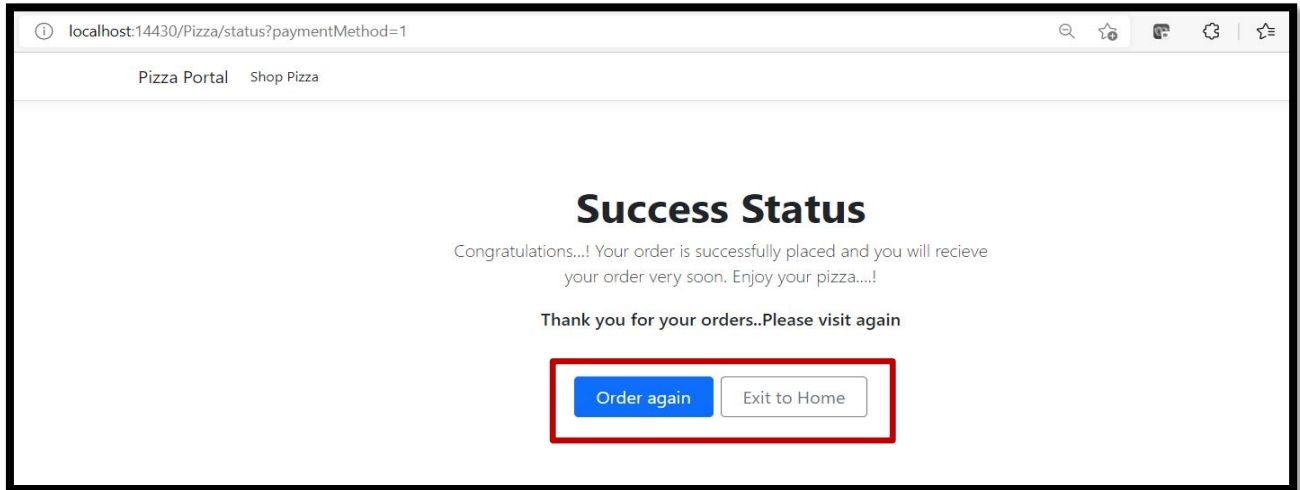 localhost:14430/Pizza/status?paymentMethod=1
Pizza Portal Shop Pizza
Success Status
Congratulations...! Your order is successfully placed and you will recieve
your order very soon. Enjoy your pizza....!
Thank you for your orders..Please visit again
Order again Exit to Home